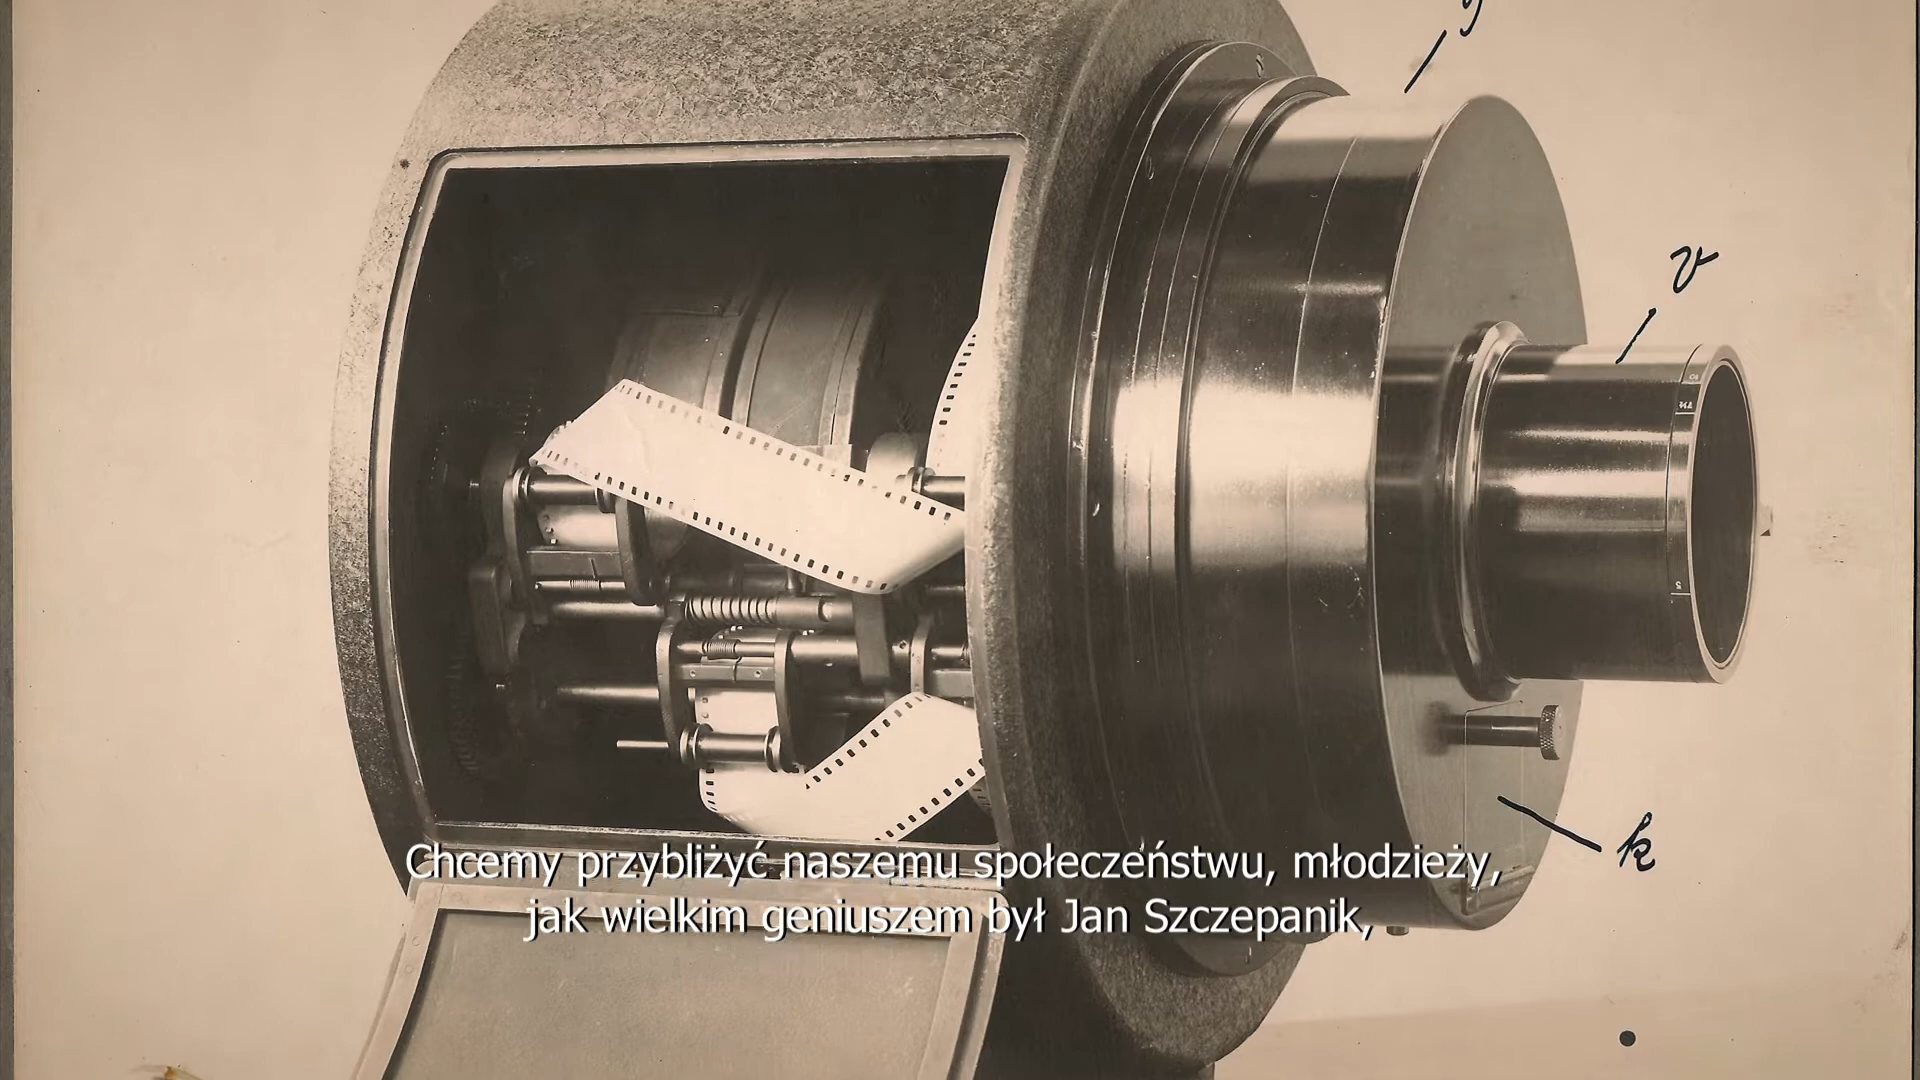 v
k
Chcemy przybliżyć naszemu społeczeństwu, młodzieży,
jak wielkim geniuszem był Jan Szczepanik,